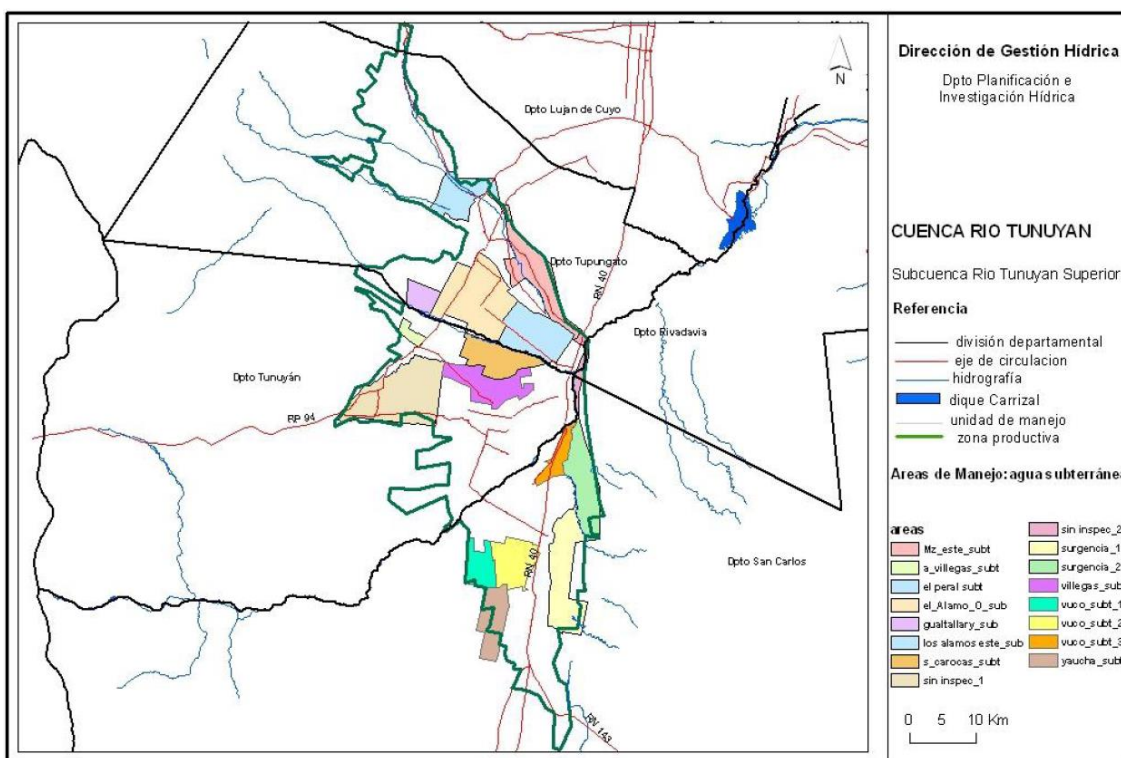 Dpto Lujan de Cuyo
N
Dpto Tupungato
RN 40
Dpto Rivadavia
Dpto Tunuyán
RP 94
RN 40
Dpto San Carlos
RN 143
Dirección de Gestión Hídrica
Dpto Planificación e
Investigación Hídrica
CUENCA RIO TUNUYAN
Subcuenca Rio Tunuyan Superior
Referencia
división departamental
eje de circulacion
hidrografía
dique Carrizal
unidad de manejo
zona productiva
Areas de Manejo:agua subterránea
areas
Mz_este_subt
a_villegas_subt
el peral subt
el_Alamo_O_sub
gualtallary_sub
los alamos este_sub
s_carocas_subt
sin inspec_1
sin inspec_2
surgencia_1
surgencia_2
villegas_sub
vuco_subt_1
vuco_subt_2
vuco_subt_3
yaucha_subt
0 5 10 Km